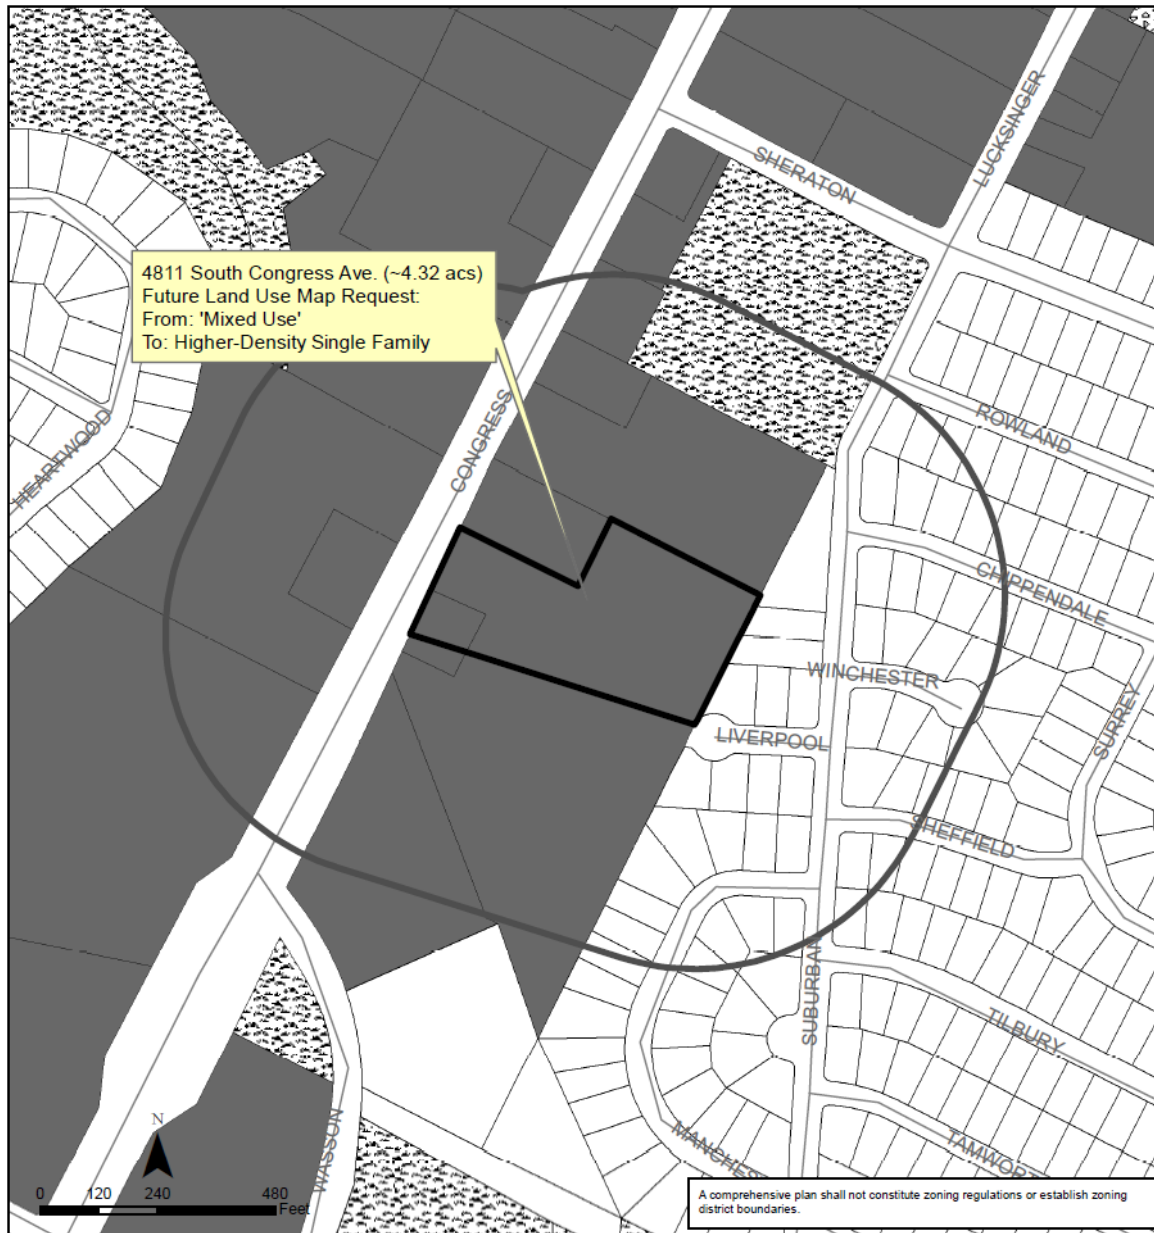 SHERATON
LUCKSINGER
4811 South Congress Ave. (~4.32 acs)
Future Land Use Map Request:
From: 'Mixed Use'
To: Higher-Density Single Family
CONGRESS
HEARTWOOD
ROWLAND
CHIPPENDALE
WINCHESTER
SURREY
LIVERPOOL
SHEFFIELD
SUBURBAN
TILBURY
WASSON
MANCHES
TAMWORT
N
0 120 240 480
Feet
A comprehensive plan shall not constitute zoning regulations or establish zoning
district boundaries.